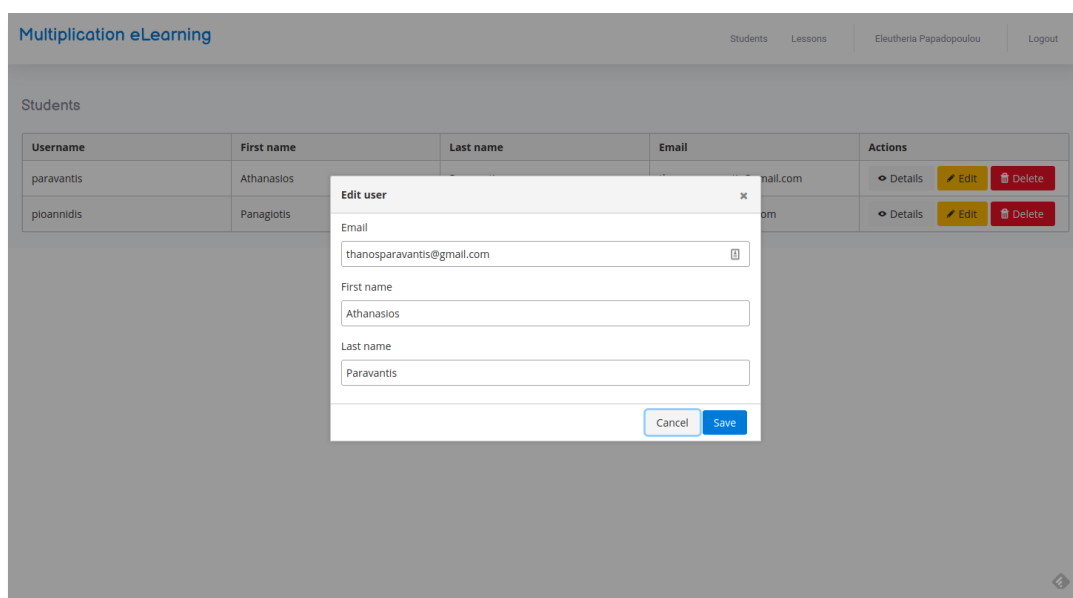 Multiplication eLearning
Students Lessons Eleutheria Papadopoulou Logout
Students
Username First name Last name Email Actions
paravantis Athanasios mail.com Details Edit Delete
pioannidis Panagiotis om Details Edit Delete
Edit user
Email
thanosparavantis@gmail.com
First name
Athanasios
Last name
Paravantis
Cancel Save